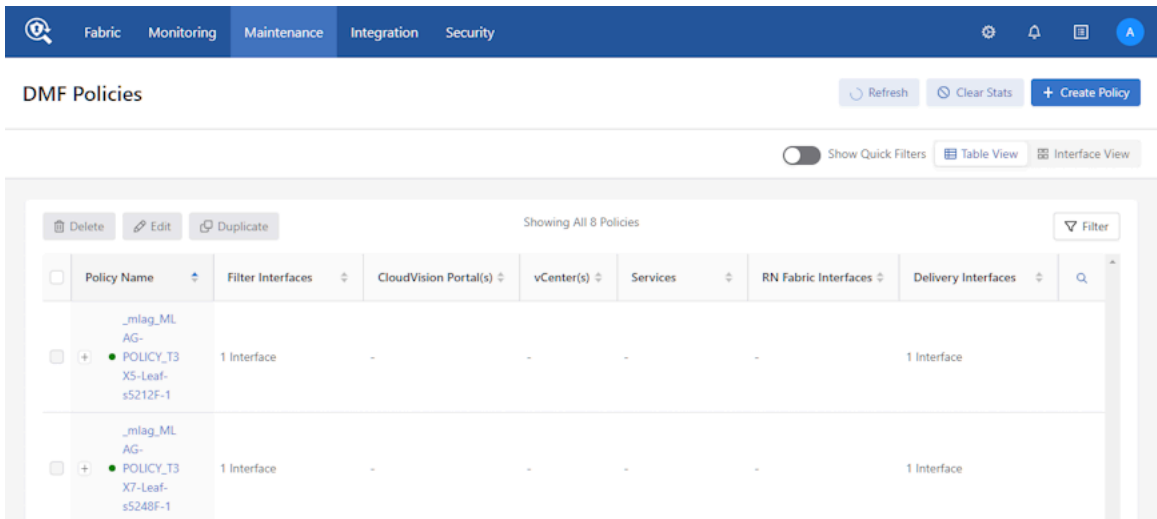 Fabric Monitoring Maintenance Integration Security A
DMF Policies Refresh Clear Stats + Create Policy
Show Quick Filters Table View Interface View
Delete Edit Duplicate Showing All 8 Policies Filter
Policy Name Filter Interfaces CloudVision Portal(s) vCenter(s) Services RN Fabric Interfaces Delivery Interfaces
_mlag_ML
AG-
POLICY_T3 1 Interface - - - - 1 Interface
X5-Leaf-
s5212F-1
_mlag_ML
AG-
POLICY_T3 1 Interface - - - - 1 Interface
X7-Leaf-
s5248F-1